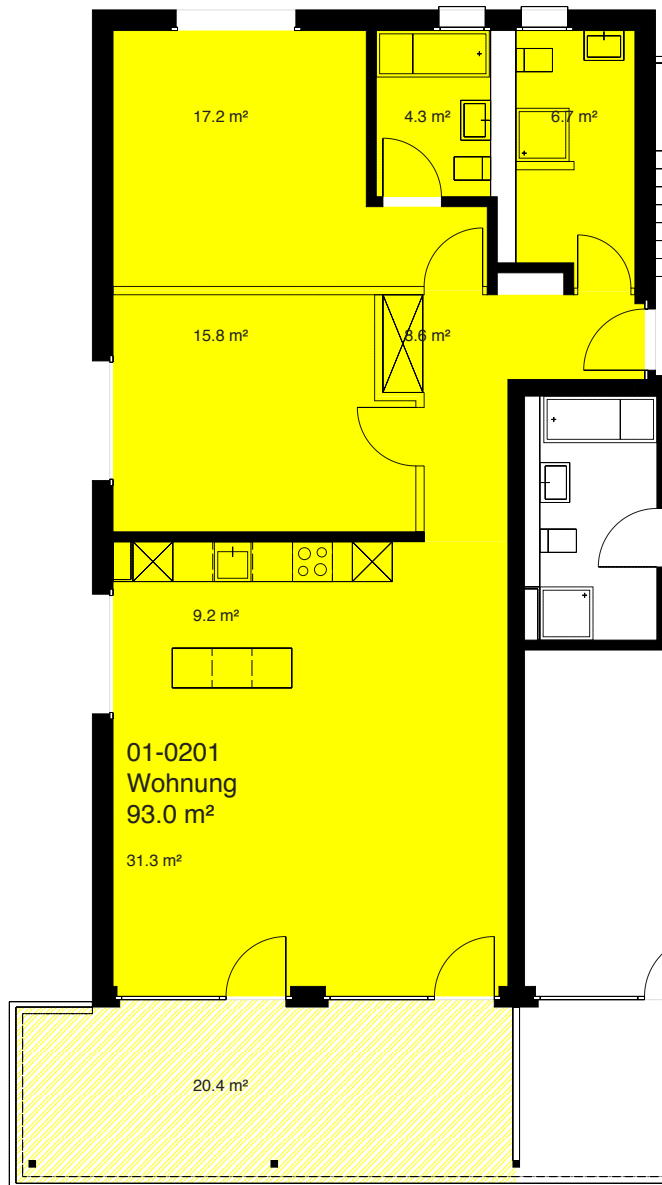 17.2 m²
4.3 m²
6.7 m²
15.8 m²
8.6 m²
9.2 m²
01-0201
Wohnung
93.0 m²
31.3 m²
20.4 m²